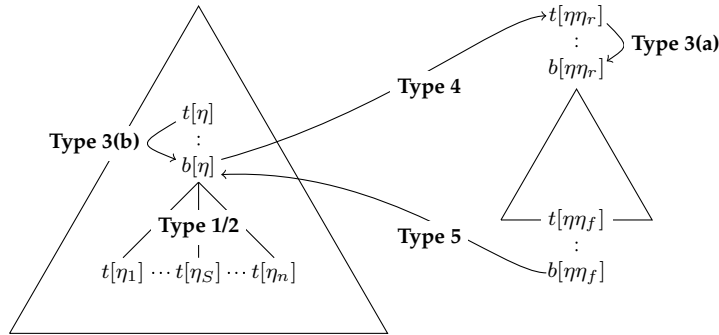 t[ηη_r]
:
Type 3(a)
b[ηη_r]
Type 4
t[η]
:
Type 3(b)
b[η]
Type 1/2
t[η_1] ··· t[η_S] ··· t[η_n]
t[ηη_f]
:
Type 5
b[ηη_f]